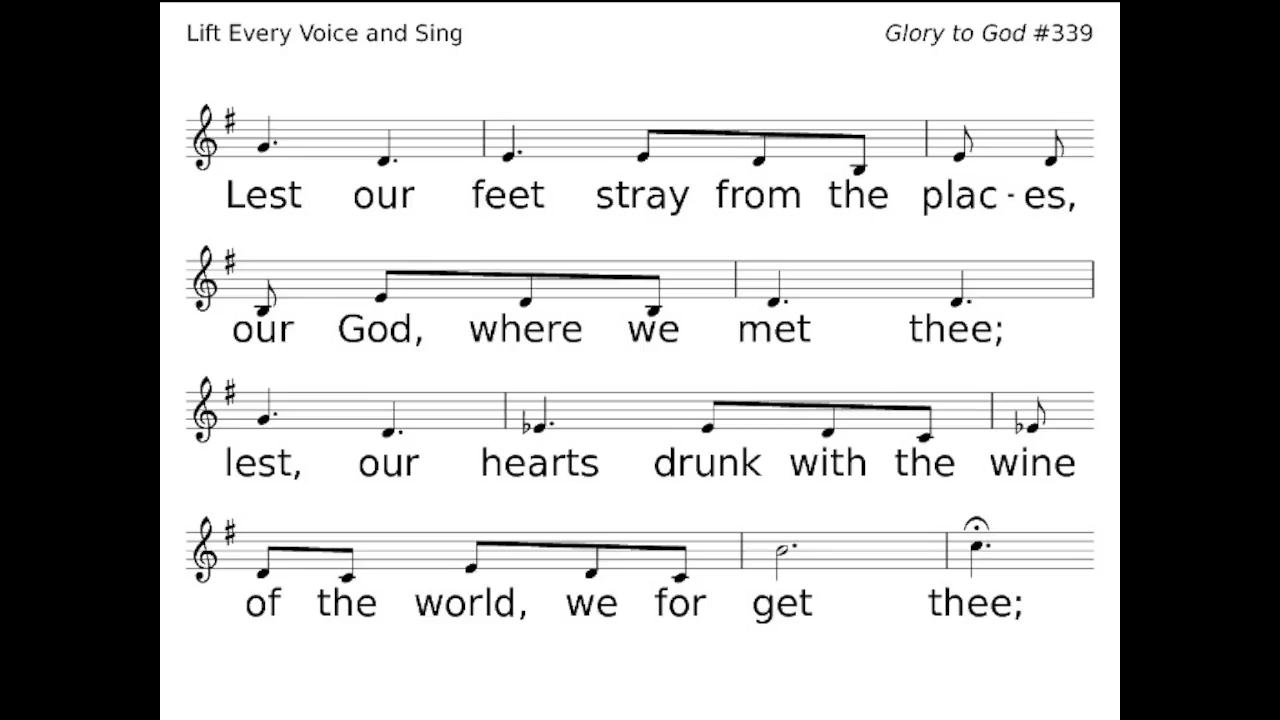 Lift Every Voice and Sing
Glory to God #339
Lest our feet stray from the plac - es,
our God, where we met thee;
lest, our hearts drunk with the wine
of the world, we for get thee;